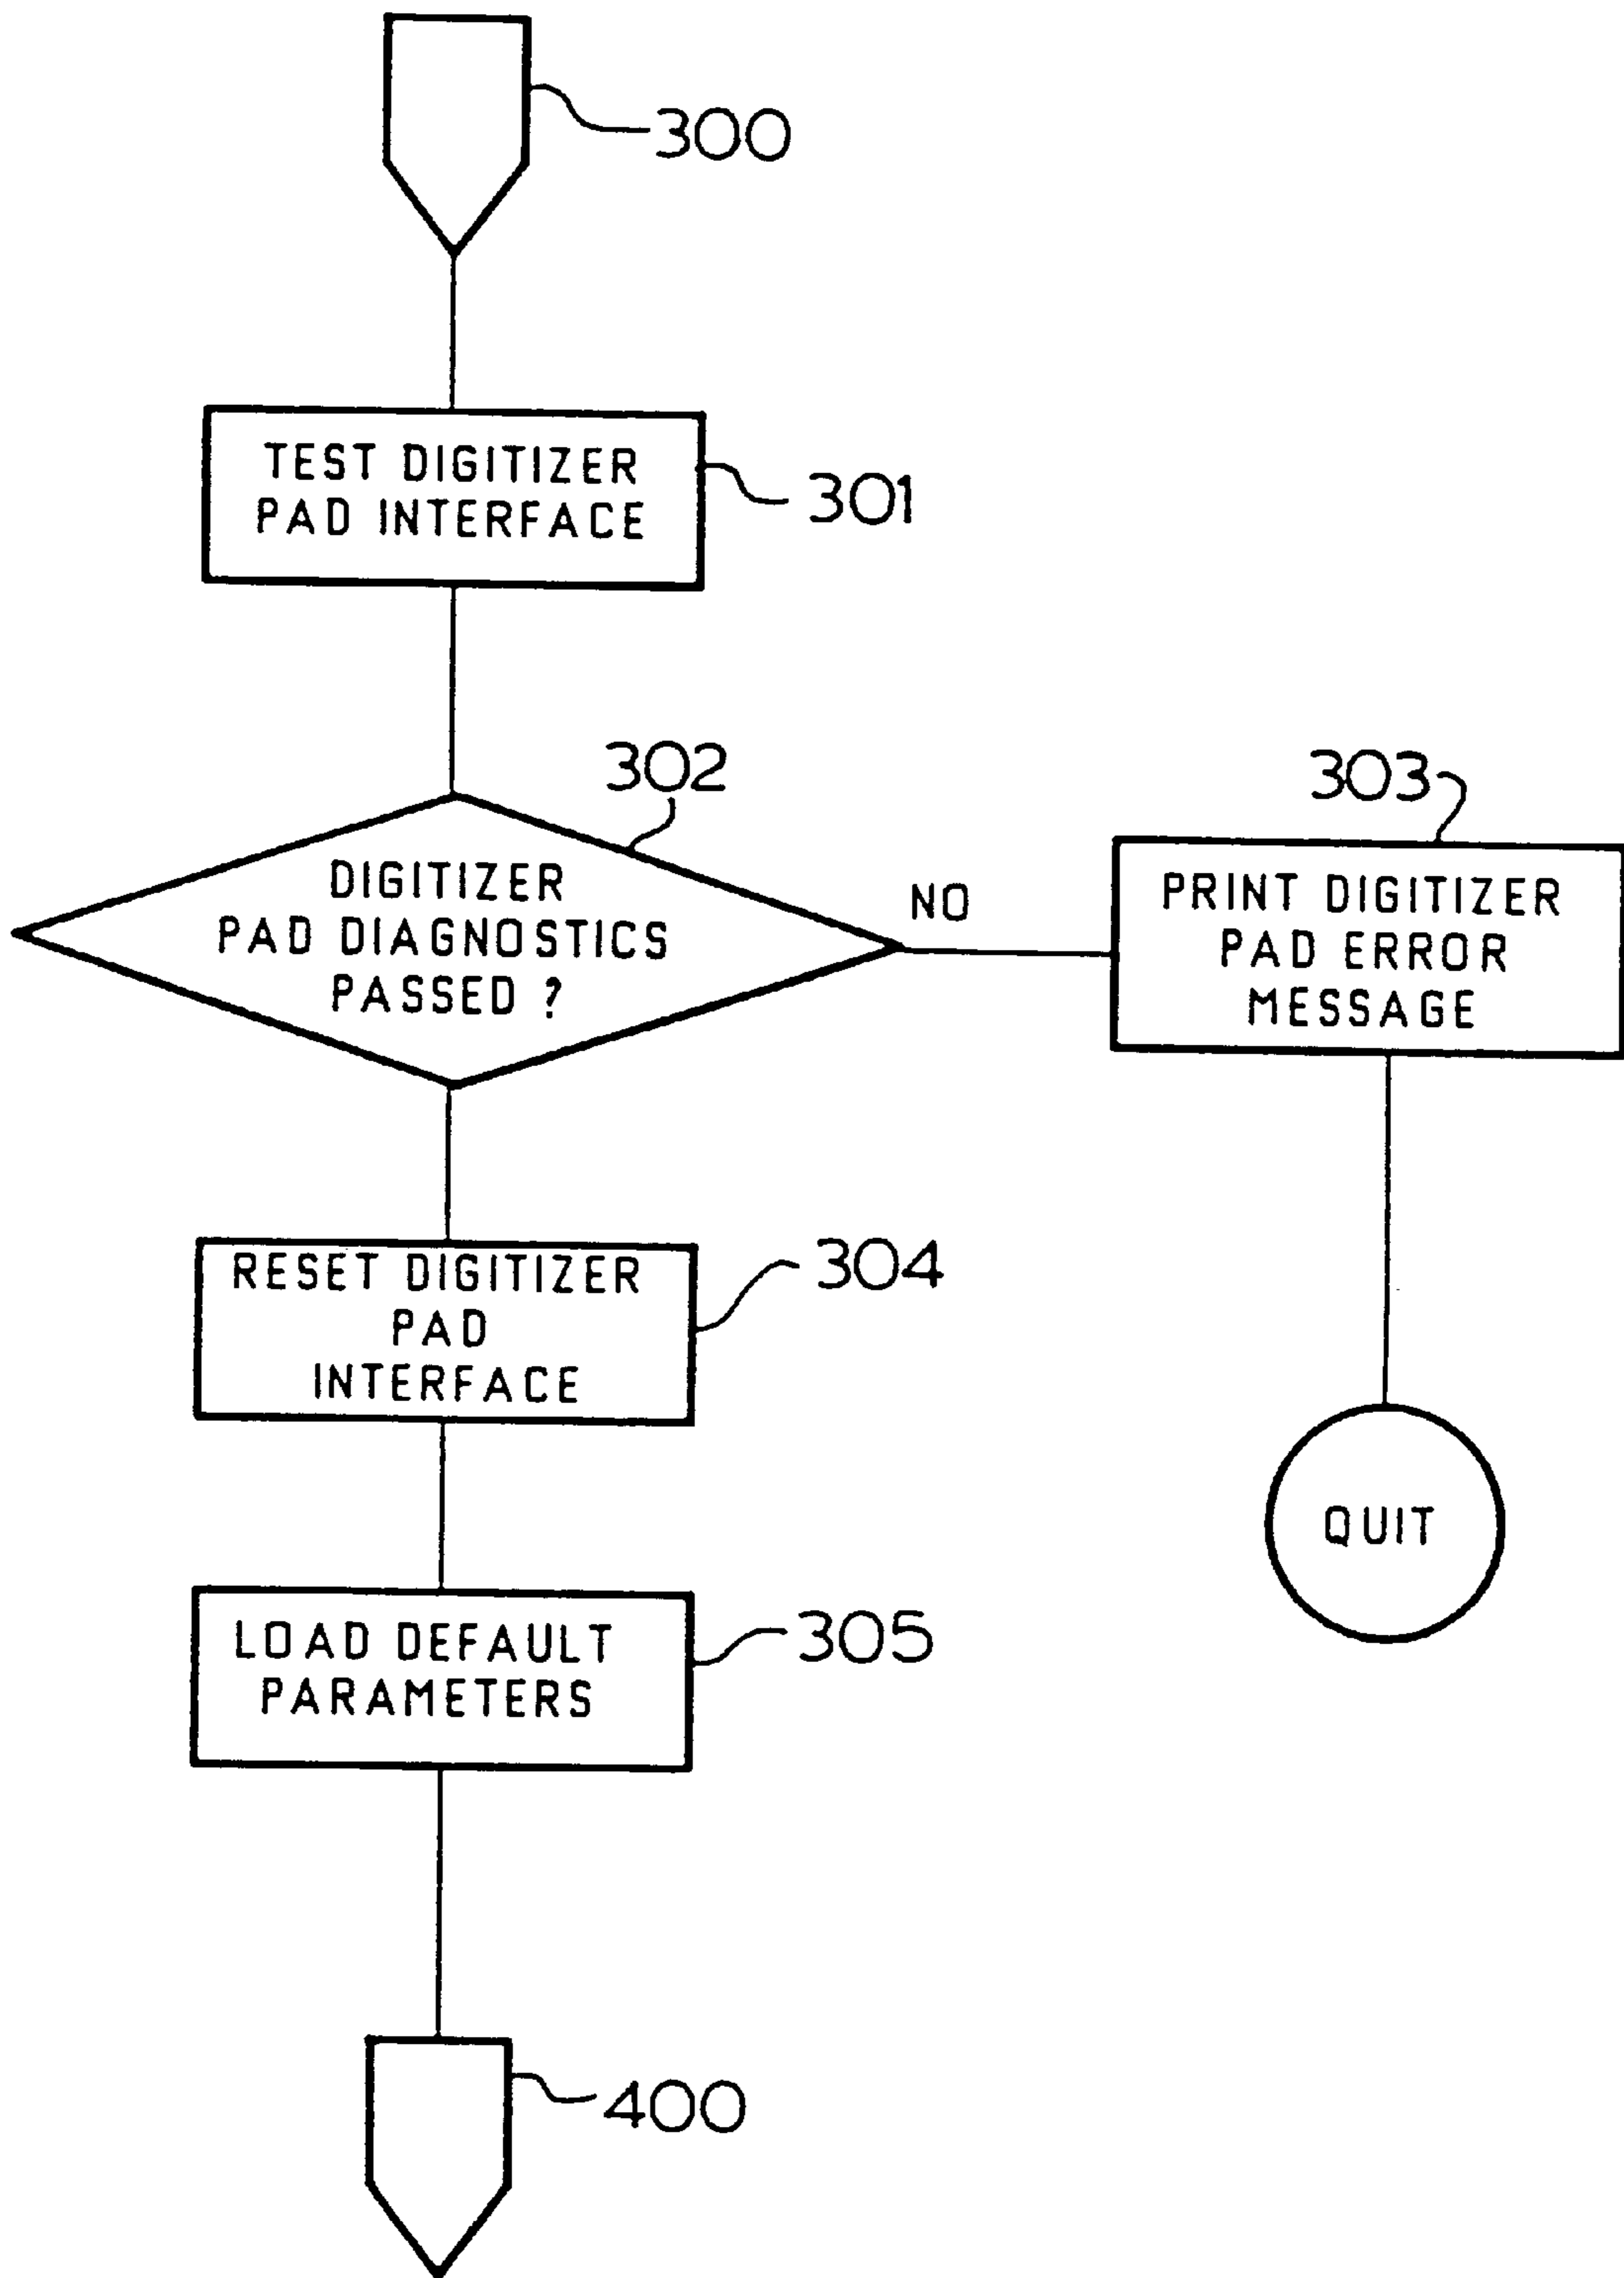 300
TEST DIGITIZER
PAD INTERFACE
301
302
DIGITIZER
PAD DIAGNOSTICS
PASSED ?
NO
303
PRINT DIGITIZER
PAD ERROR
MESSAGE
RESET DIGITIZER
PAD
INTERFACE
304
QUIT
LOAD DEFAULT
PARAMETERS
305
400